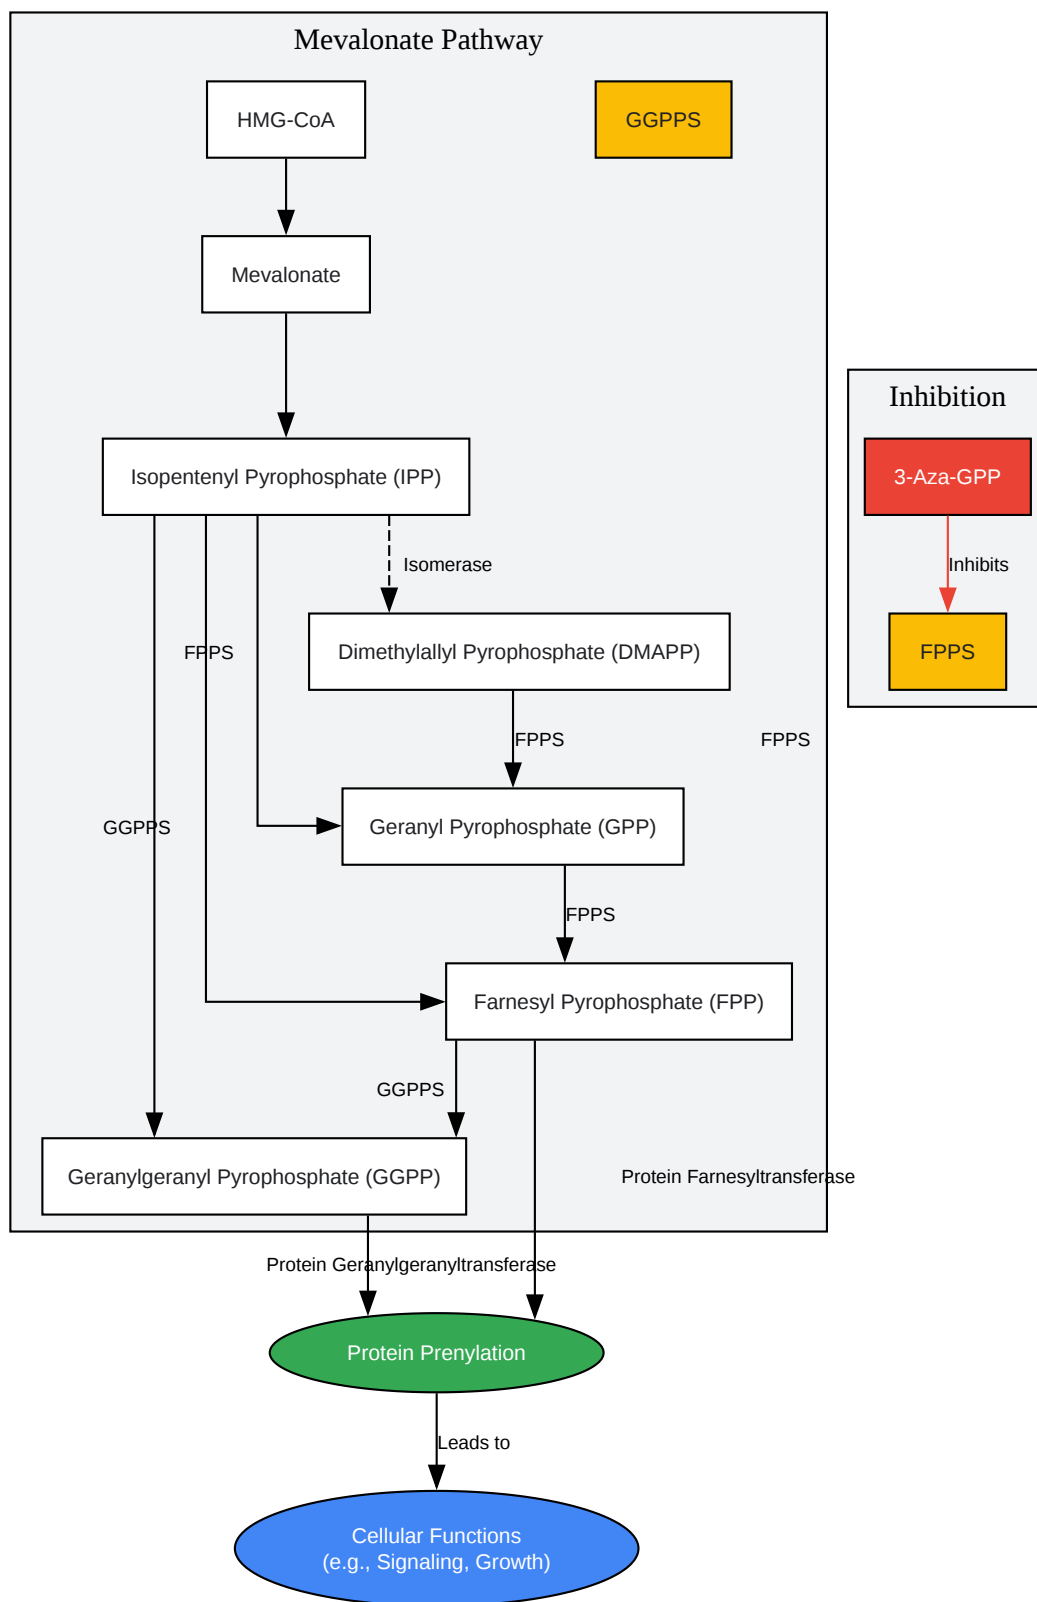 Mevalonate Pathway
HMG-CoA
GGPPS
Mevalonate
Inhibition
Isopentenyl Pyrophosphate (IPP)
3-Aza-GPP
Isomerase
Inhibits
FPPS
Dimethylallyl Pyrophosphate (DMAPP)
FPPS
FPPS
FPPS
GGPPS
Geranyl Pyrophosphate (GPP)
FPPS
Farnesyl Pyrophosphate (FPP)
GGPPS
Geranylgeranyl Pyrophosphate (GGPP)
Protein Farnesyltransferase
Protein Geranylgeranyltransferase
Protein Prenylation
Leads to
Cellular Functions
(e.g., Signaling, Growth)